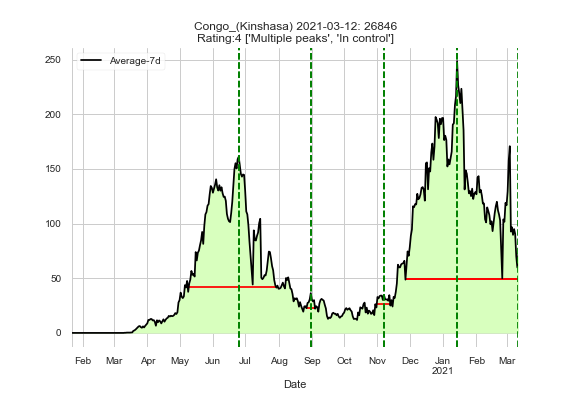 Congo_(Kinshasa) 2021-03-12: 26846
Rating:4 ['Multiple peaks', 'In control']
Average-7d
250
200
150
100
50
0
Feb Mar Apr May Jun Jul Aug Sep Oct Nov Dec Jan Feb Mar
2021
Date